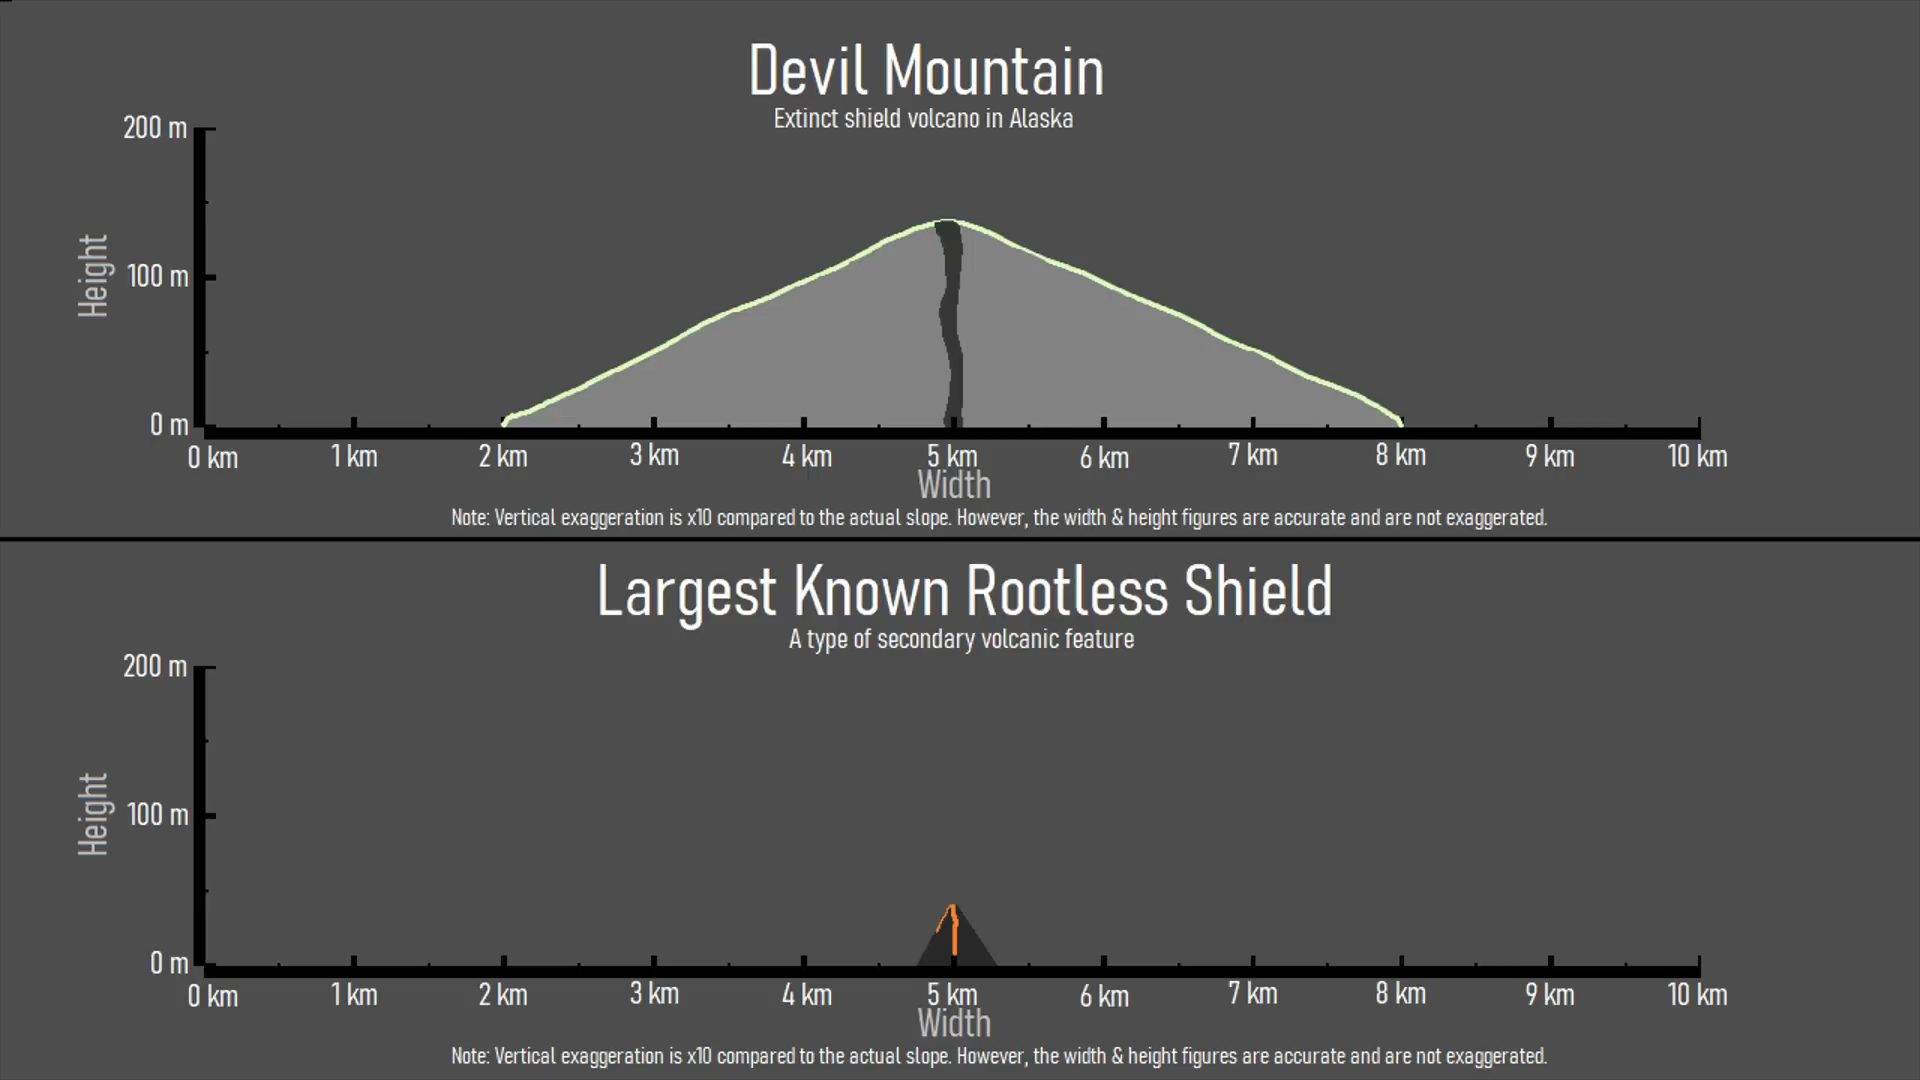 Devil Mountain
Extinct shield volcano in Alaska
200 m
100 m
0 m
Height
0 km 1 km 2 km 3 km 4 km 5 km 6 km 7 km 8 km 9 km 10 km
Width
Note: Vertical exaggeration is x10 compared to the actual slope. However, the width & height figures are accurate and are not exaggerated.
Largest Known Rootless Shield
A type of secondary volcanic feature
200 m
100 m
0 m
Height
0 km 1 km 2 km 3 km 4 km 5 km 6 km 7 km 8 km 9 km 10 km
Width
Note: Vertical exaggeration is x10 compared to the actual slope. However, the width & height figures are accurate and are not exaggerated.